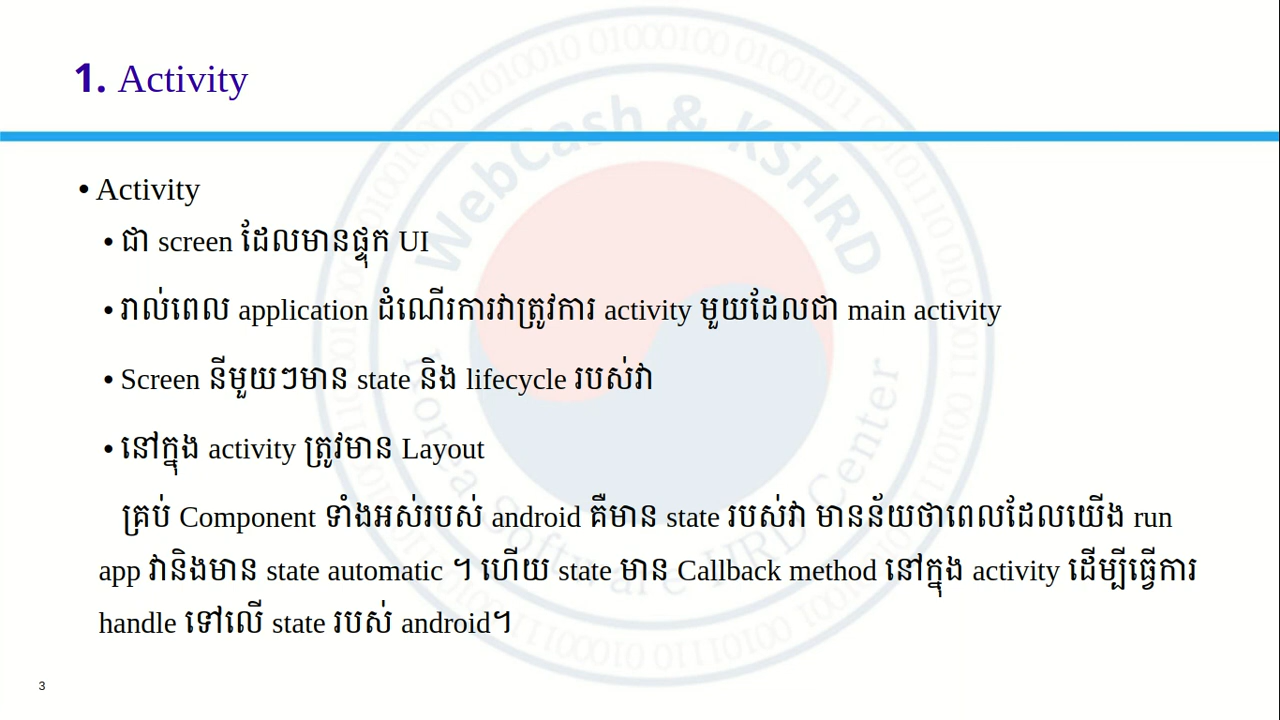 1. Activity
• Activity
• ជា screen ដែលមានផ្ទុក UI
• រាល់ពេល application ដំណើរការវាត្រូវការ activity មួយដែលជា main activity
• Screen នីមួយៗមាន state និង lifecycle របស់វា
• នៅក្នុង activity ត្រូវមាន Layout
គ្រប់ Component ទាំងអស់របស់ android គឺមាន state របស់វា មានន័យថាពេលដែលយើង run
app វានិងមាន state automatic ។ ហើយ state មាន Callback method នៅក្នុង activity ដើម្បីធ្វើការ
handle ទៅលើ state របស់ android។
3
WebCash & KSHRD
Korea Software HRD Center